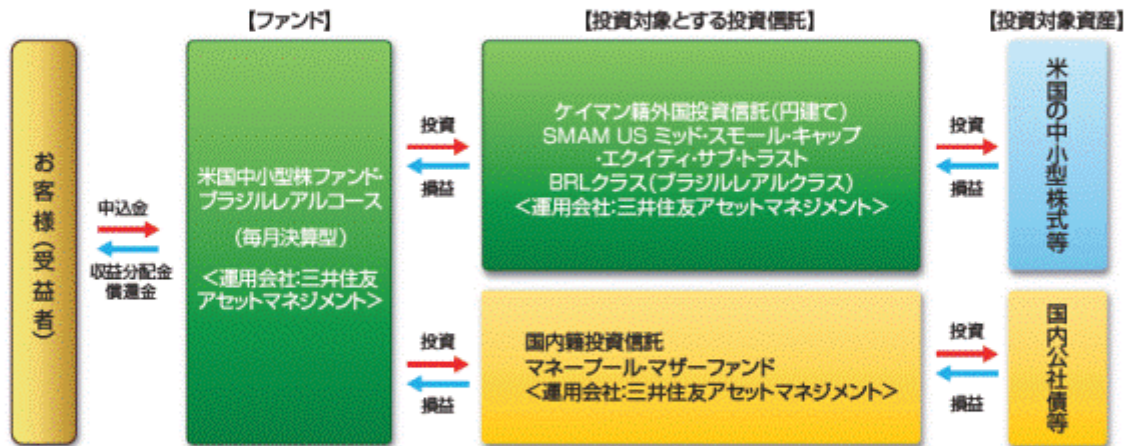 【ファンド】
【投資対象とする投資信託】
【投資対象資産】
お客様(受益者)
申込金
収益分配金
償還金
米国中小型株ファンド・
ブラジルレアルコース
(毎月決算型)
<運用会社:三井住友
アセットマネジメント>
投資
損益
ケイマン籍外国投資信託(円建て)
SMAM US ミッド・スモール・キャップ
・エクイティ・サブ・トラスト
BRLクラス(ブラジルレアルクラス)
<運用会社:三井住友アセットマネジメント>
投資
損益
米国の中小型株式等
投資
損益
国内籍投資信託
マネープール・マザーファンド
<運用会社:三井住友アセットマネジメント>
投資
損益
国内公社債等